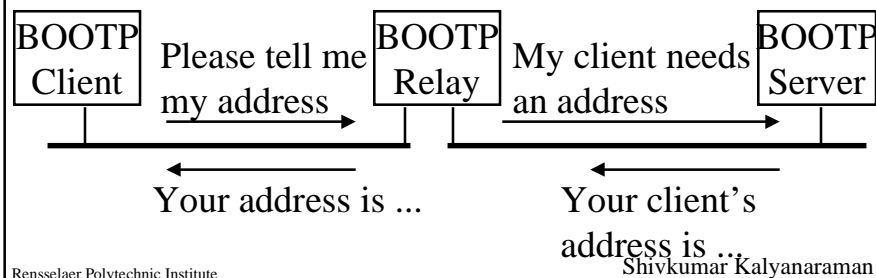 BOOTP
Client
Please tell me
my address
BOOTP
Relay
My client needs
an address
BOOTP
Server
Your address is ...
Your client's
address is ...
Rensselaer Polytechnic Institute
Shivkumar Kalyanaraman